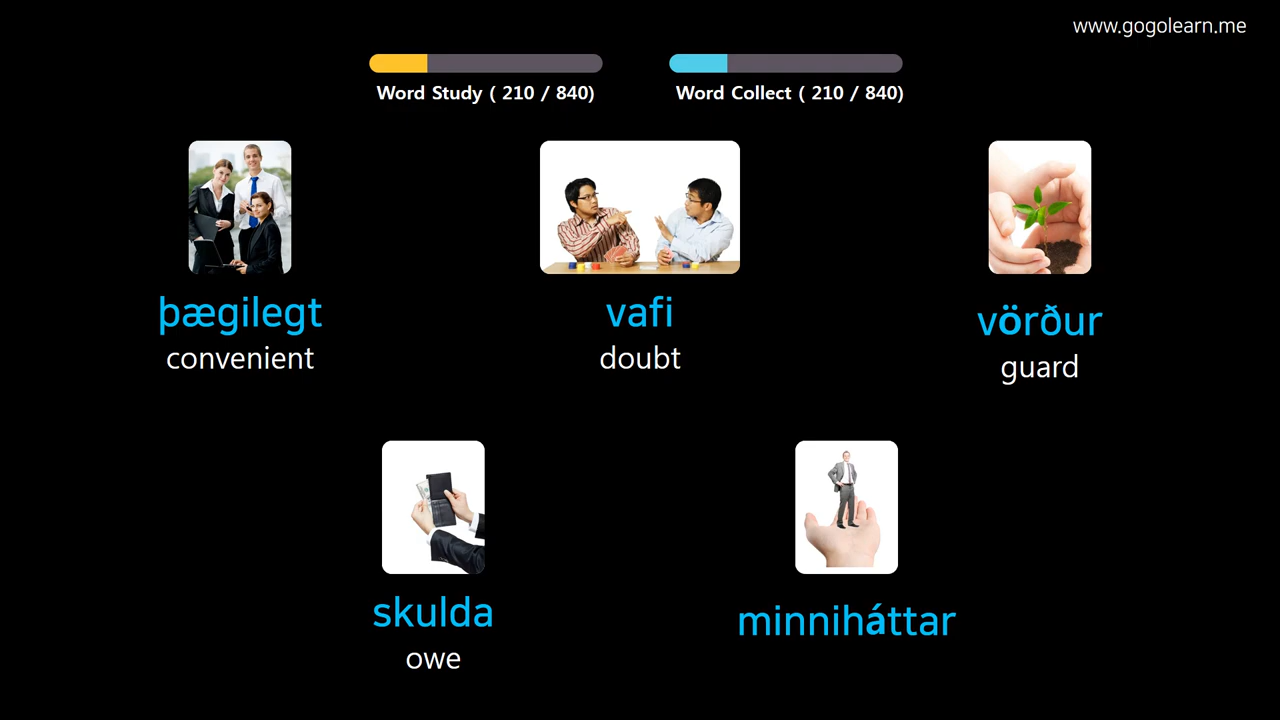 www.gogolearn.me
Word Study ( 210 / 840)
Word Collect ( 210 / 840)
þægilegt
convenient
vafi
doubt
vörður
guard
skulda
owe
minniháttar